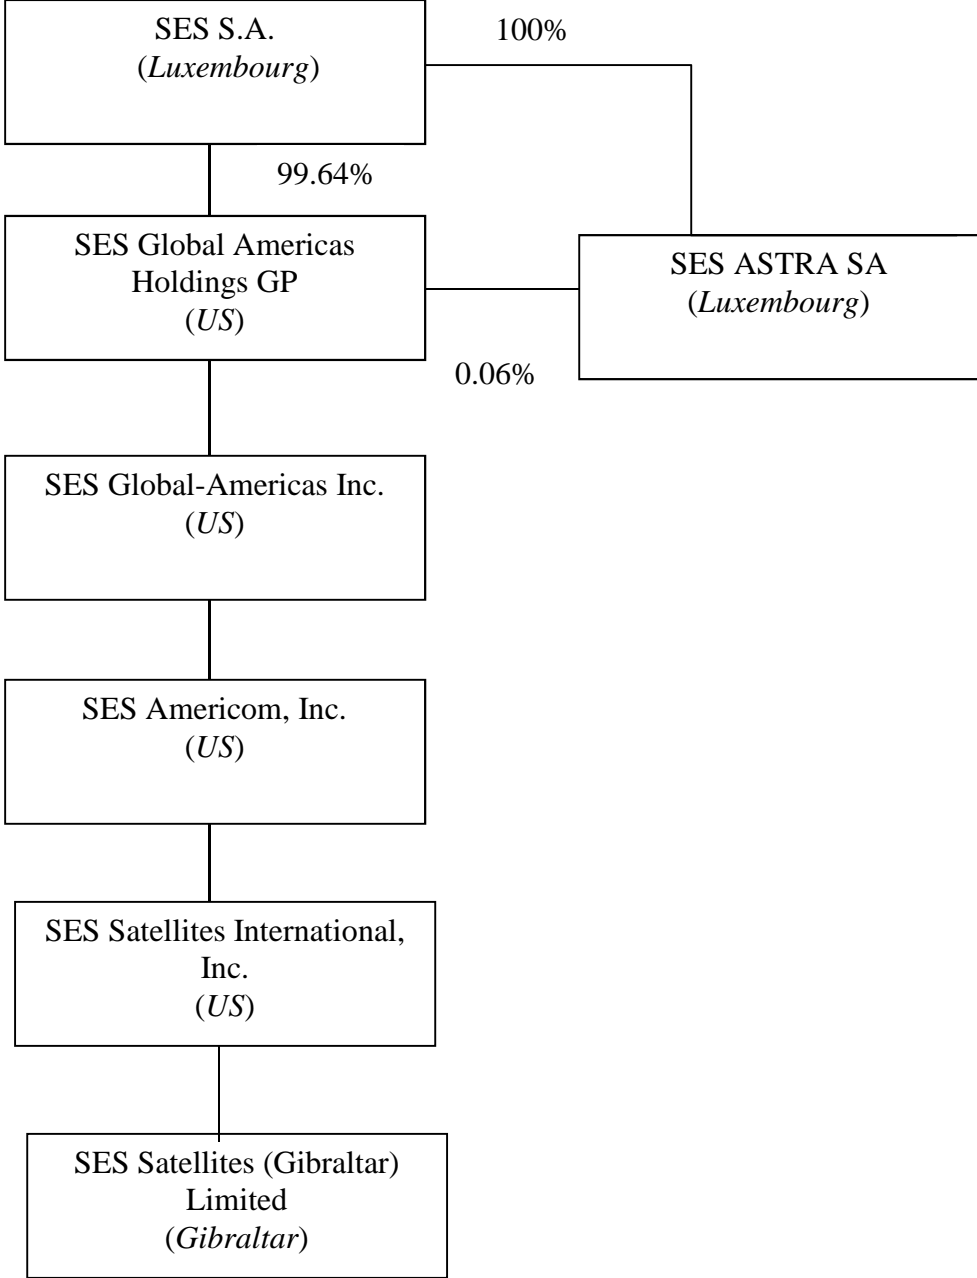 SES S.A.
(Luxembourg)
100%
99.64%
SES Global Americas
Holdings GP
(US)
SES ASTRA SA
(Luxembourg)
0.06%
SES Global-Americas Inc.
(US)
SES Americom, Inc.
(US)
SES Satellites International,
Inc.
(US)
SES Satellites (Gibraltar)
Limited
(Gibraltar)